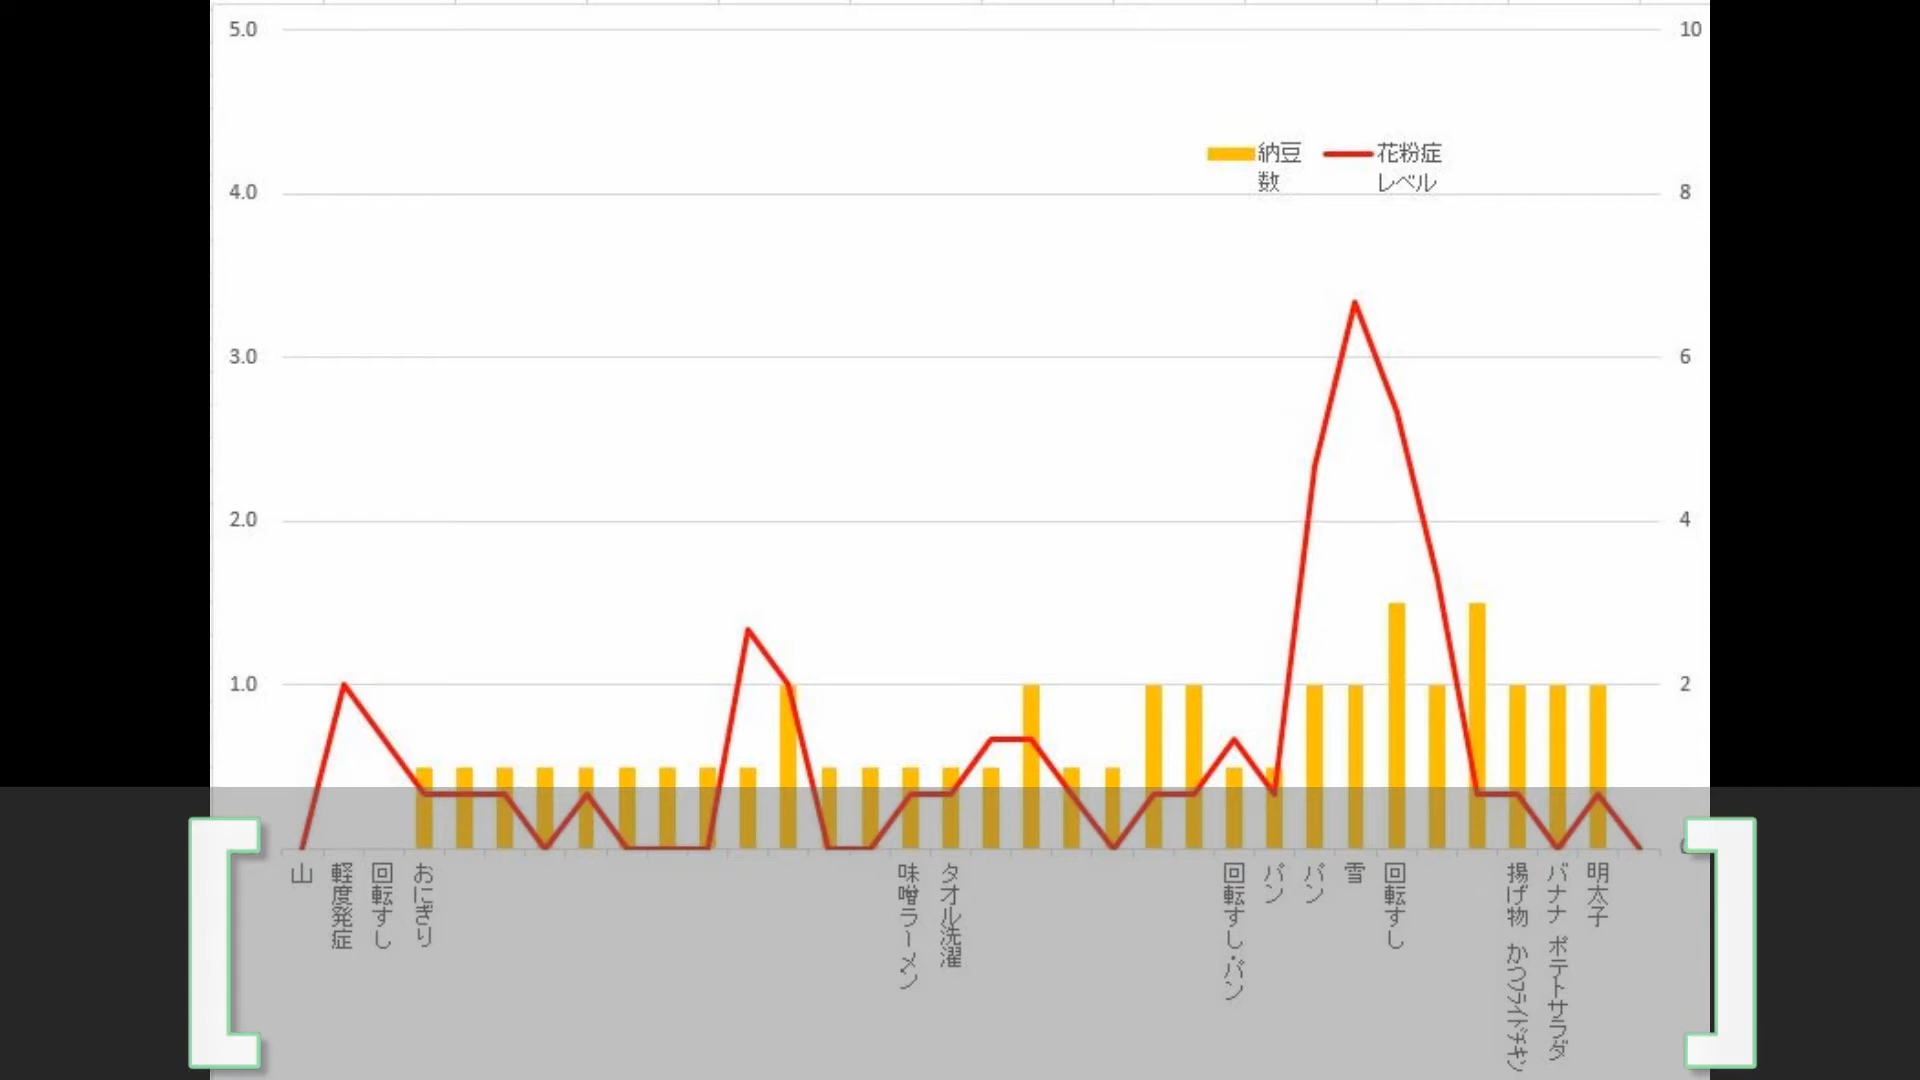 5.0
10
納豆
数
花粉症
レベル
4.0
8
3.0
6
2.0
4
1.0
2
山
軽度発症
回転すし
おにぎり
味噌ラーメン
タオル洗濯
回転すし・パン
パン
パン
雪
回転すし
揚げ物 かつフライドチキン
バナナ ポテトサラダ
明太子